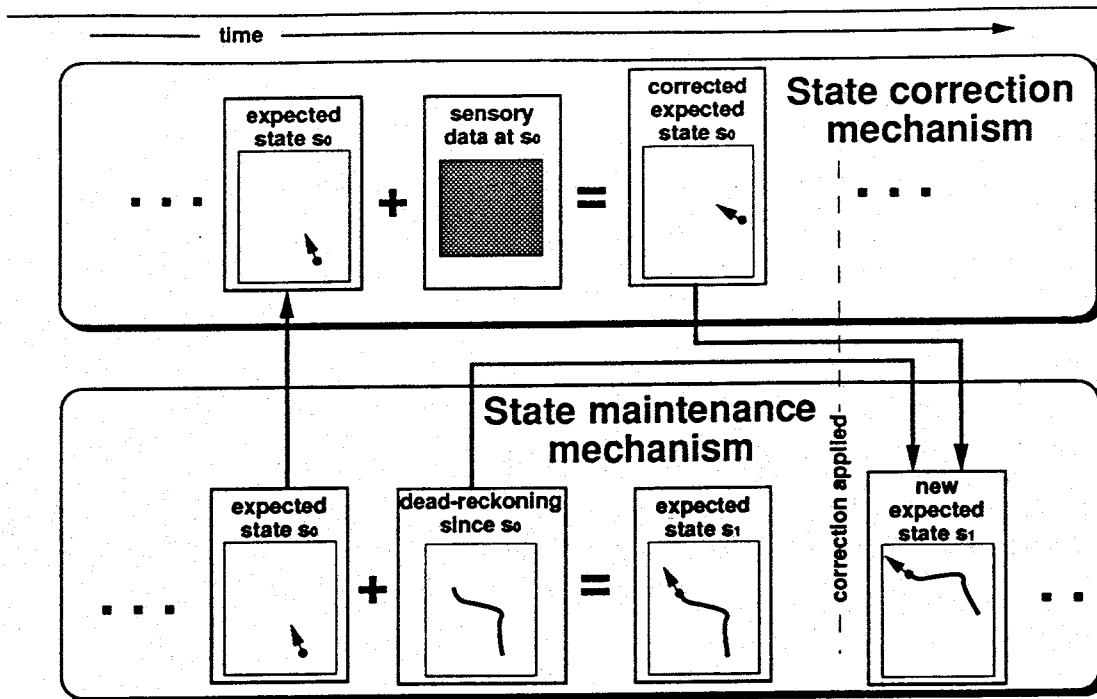 time
State correction
mechanism
expected
state s₀
sensory
data at s₀
corrected
expected
state s₀
. . .
+
=
. . .
State maintenance
mechanism
correction applied
expected
state s₀
dead-reckoning
since s₀
expected
state s₁
new
expected
state s₁
. . .
+
=
. .